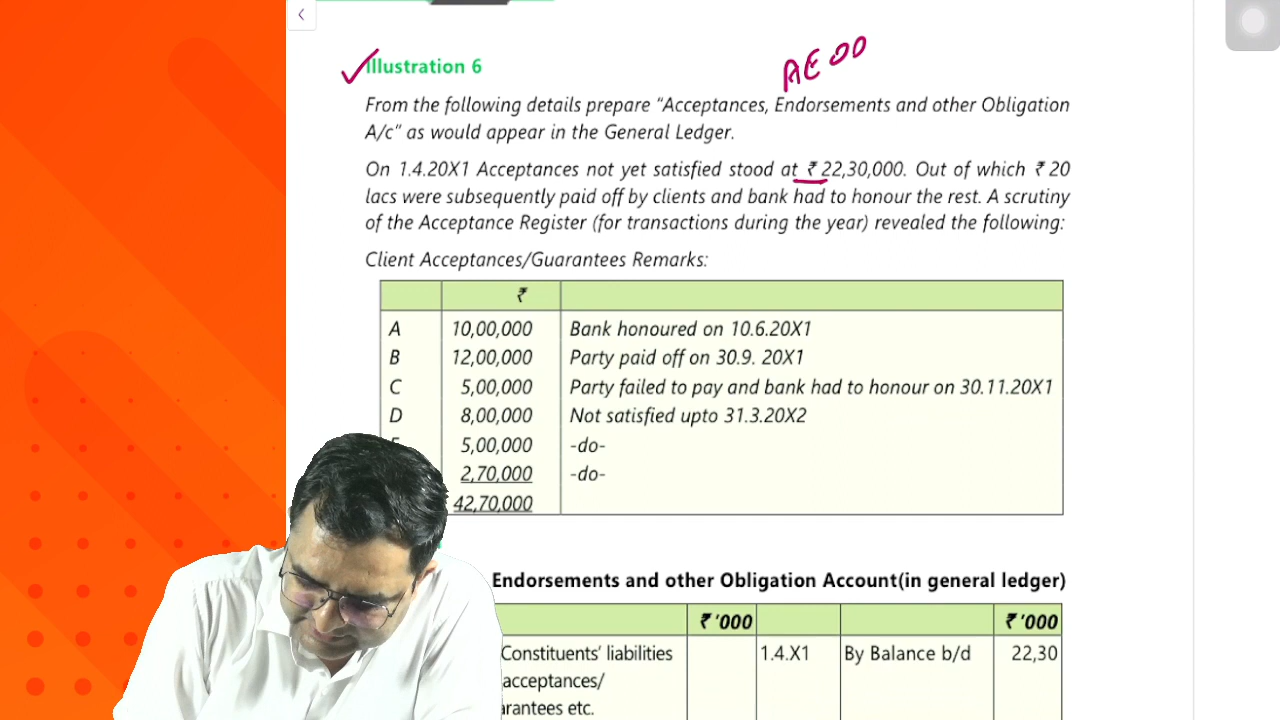 Illustration 6
AEOO
From the following details prepare "Acceptances, Endorsements and other Obligation
A/c" as would appear in the General Ledger.
On 1.4.20X1 Acceptances not yet satisfied stood at ₹ 22,30,000. Out of which ₹ 20
lacs were subsequently paid off by clients and bank had to honour the rest. A scrutiny
of the Acceptance Register (for transactions during the year) revealed the following:
Client Acceptances/Guarantees Remarks:
₹
A 10,00,000 Bank honoured on 10.6.20X1
B 12,00,000 Party paid off on 30.9. 20X1
C 5,00,000 Party failed to pay and bank had to honour on 30.11.20X1
D 8,00,000 Not satisfied upto 31.3.20X2
5,00,000 -do-
2,70,000 -do-
42,70,000
Endorsements and other Obligation Account(in general ledger)
₹ '000 ₹ '000
Constituents' liabilities 1.4.X1 By Balance b/d 22,30
acceptances/
arantees etc.